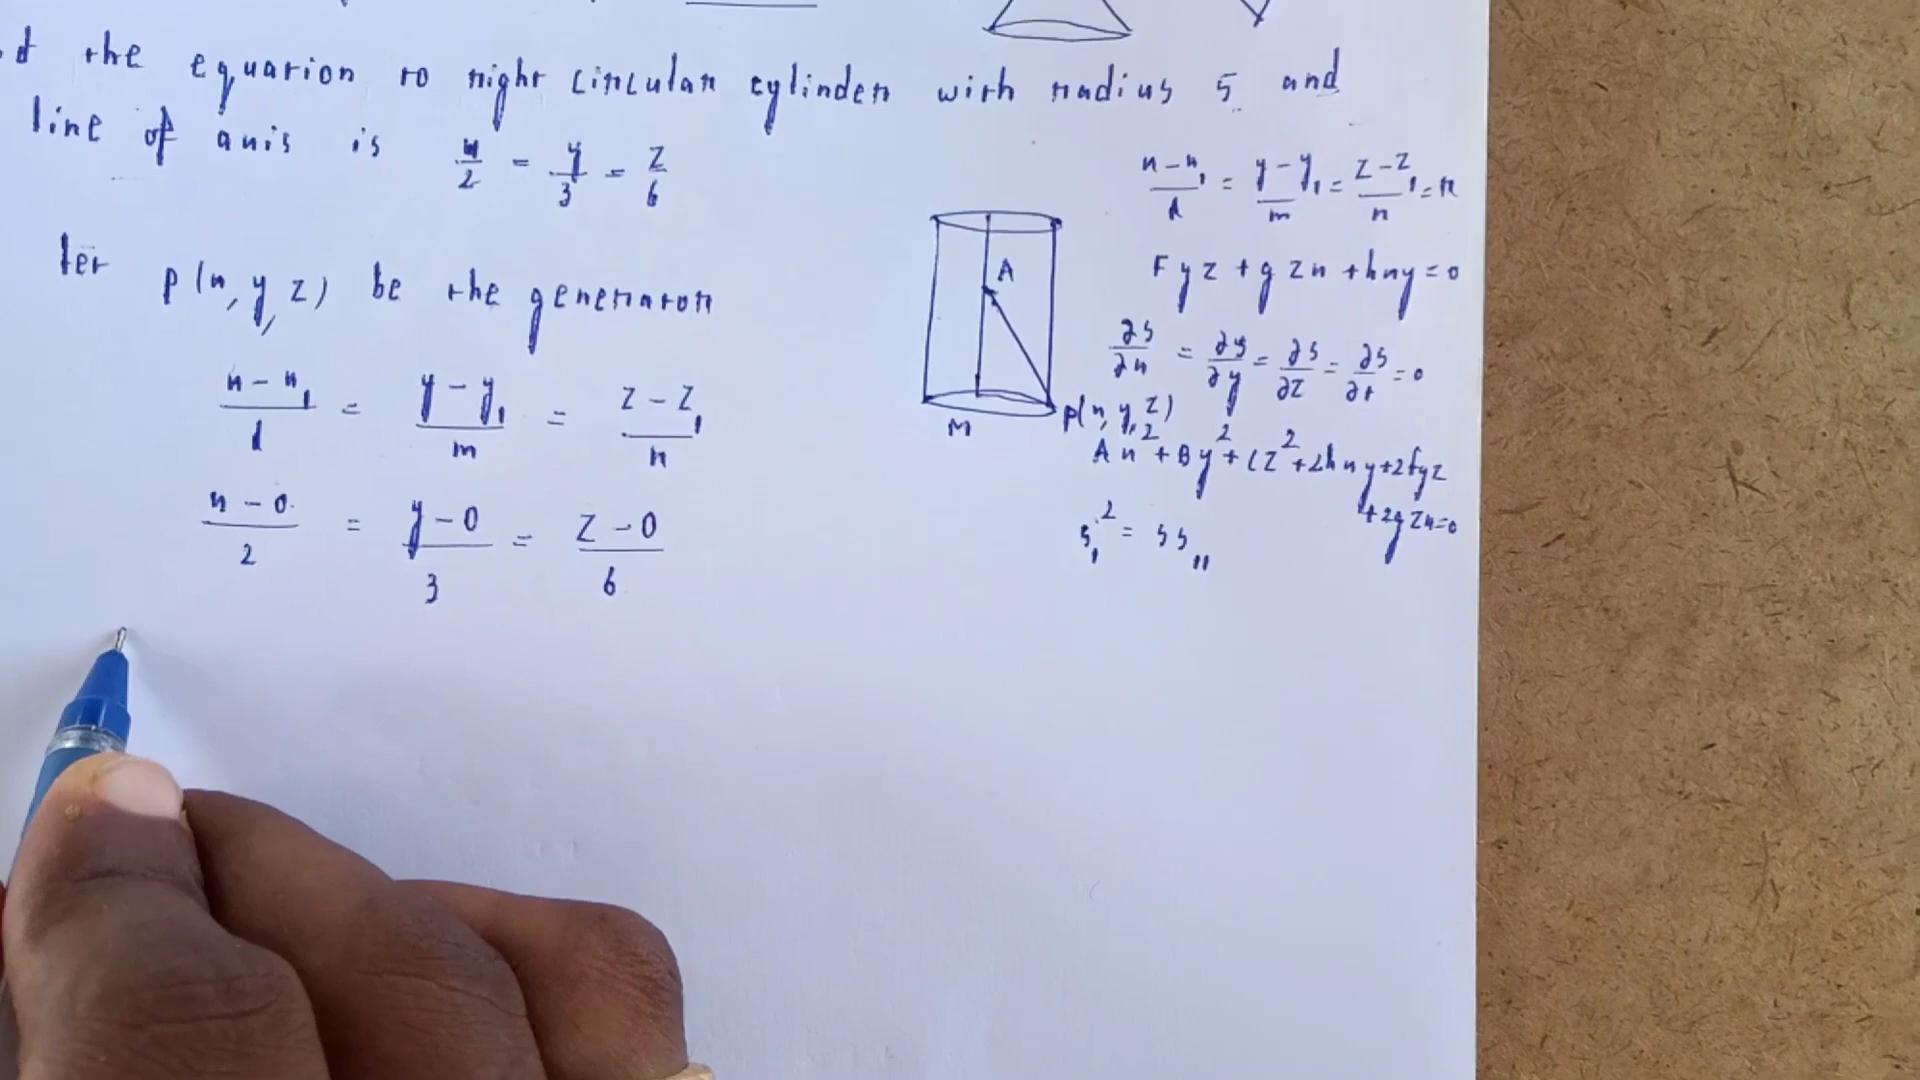 the equation to right circular cylinder with radius 5 and
line of axis is x/2 = y/3 = z/6
let P(x, y, z) be the generator
(x - x₁)/l = (y - y₁)/m = (z - z₁)/n
(x - 0)/2 = (y - 0)/3 = (z - 0)/6
A
M
P(x, y, z)
(x - x₁)/l = (y - y₁)/m = (z - z₁)/n = r
Fyz + gzx + hxy = 0
∂s/∂x = ∂s/∂y = ∂s/∂z = ∂s/∂t = 0
Ax² + By² + Cz² + 2hxy + 2fyz
+ 2gzx = 0
S₁² = SS₁₁